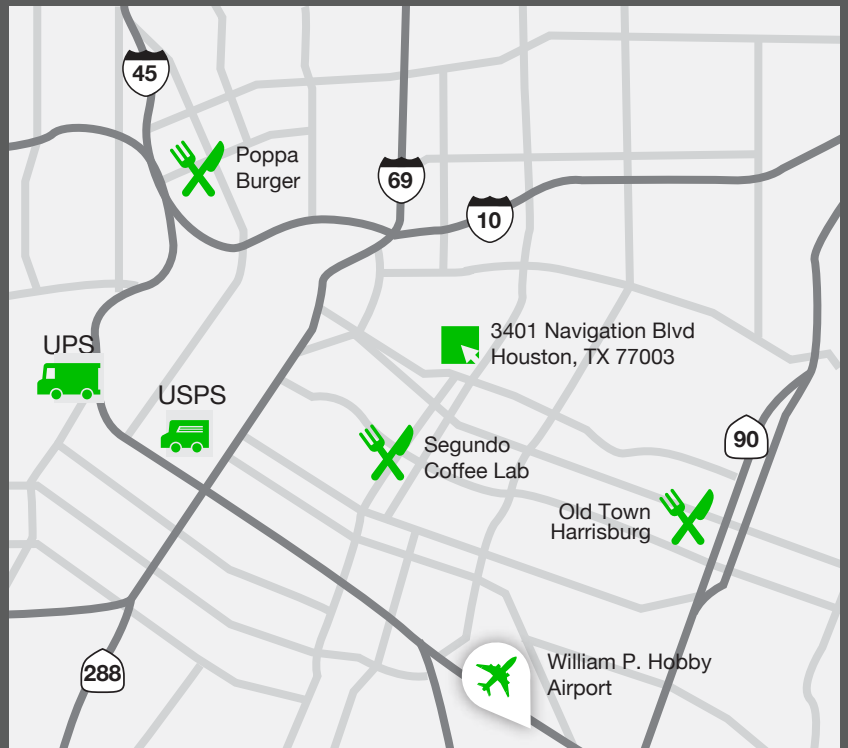 45
Poppa
Burger
69
10
3401 Navigation Blvd
Houston, TX 77003
UPS
USPS
90
Segundo
Coffee Lab
Old Town
Harrisburg
William P. Hobby
Airport
288